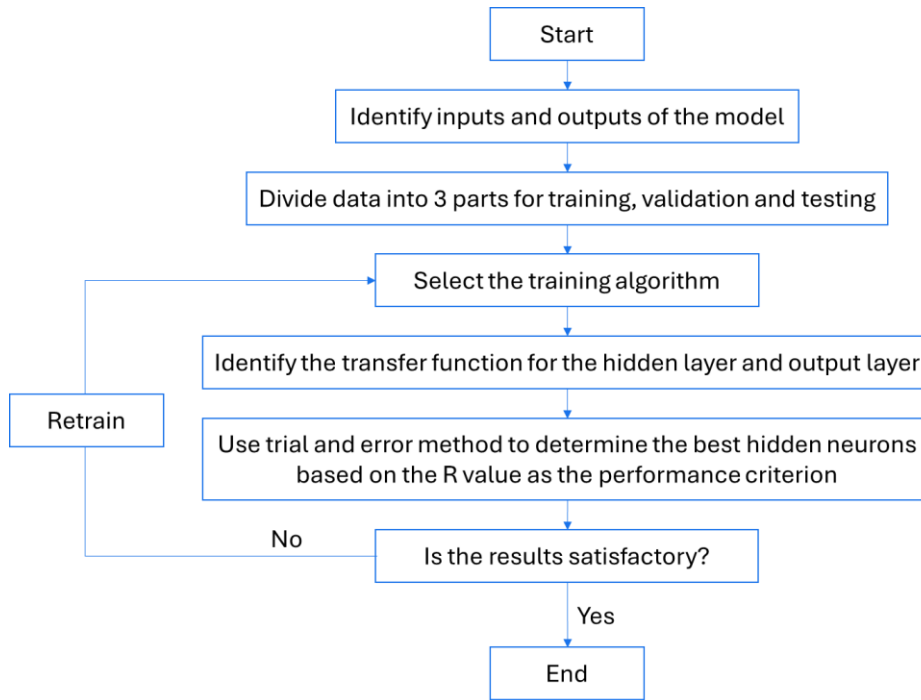 Start
Identify inputs and outputs of the model
Divide data into 3 parts for training, validation and testing
Select the training algorithm
Identify the transfer function for the hidden layer and output layer
Retrain
Use trial and error method to determine the best hidden neurons
based on the R value as the performance criterion
No
Is the results satisfactory?
Yes
End